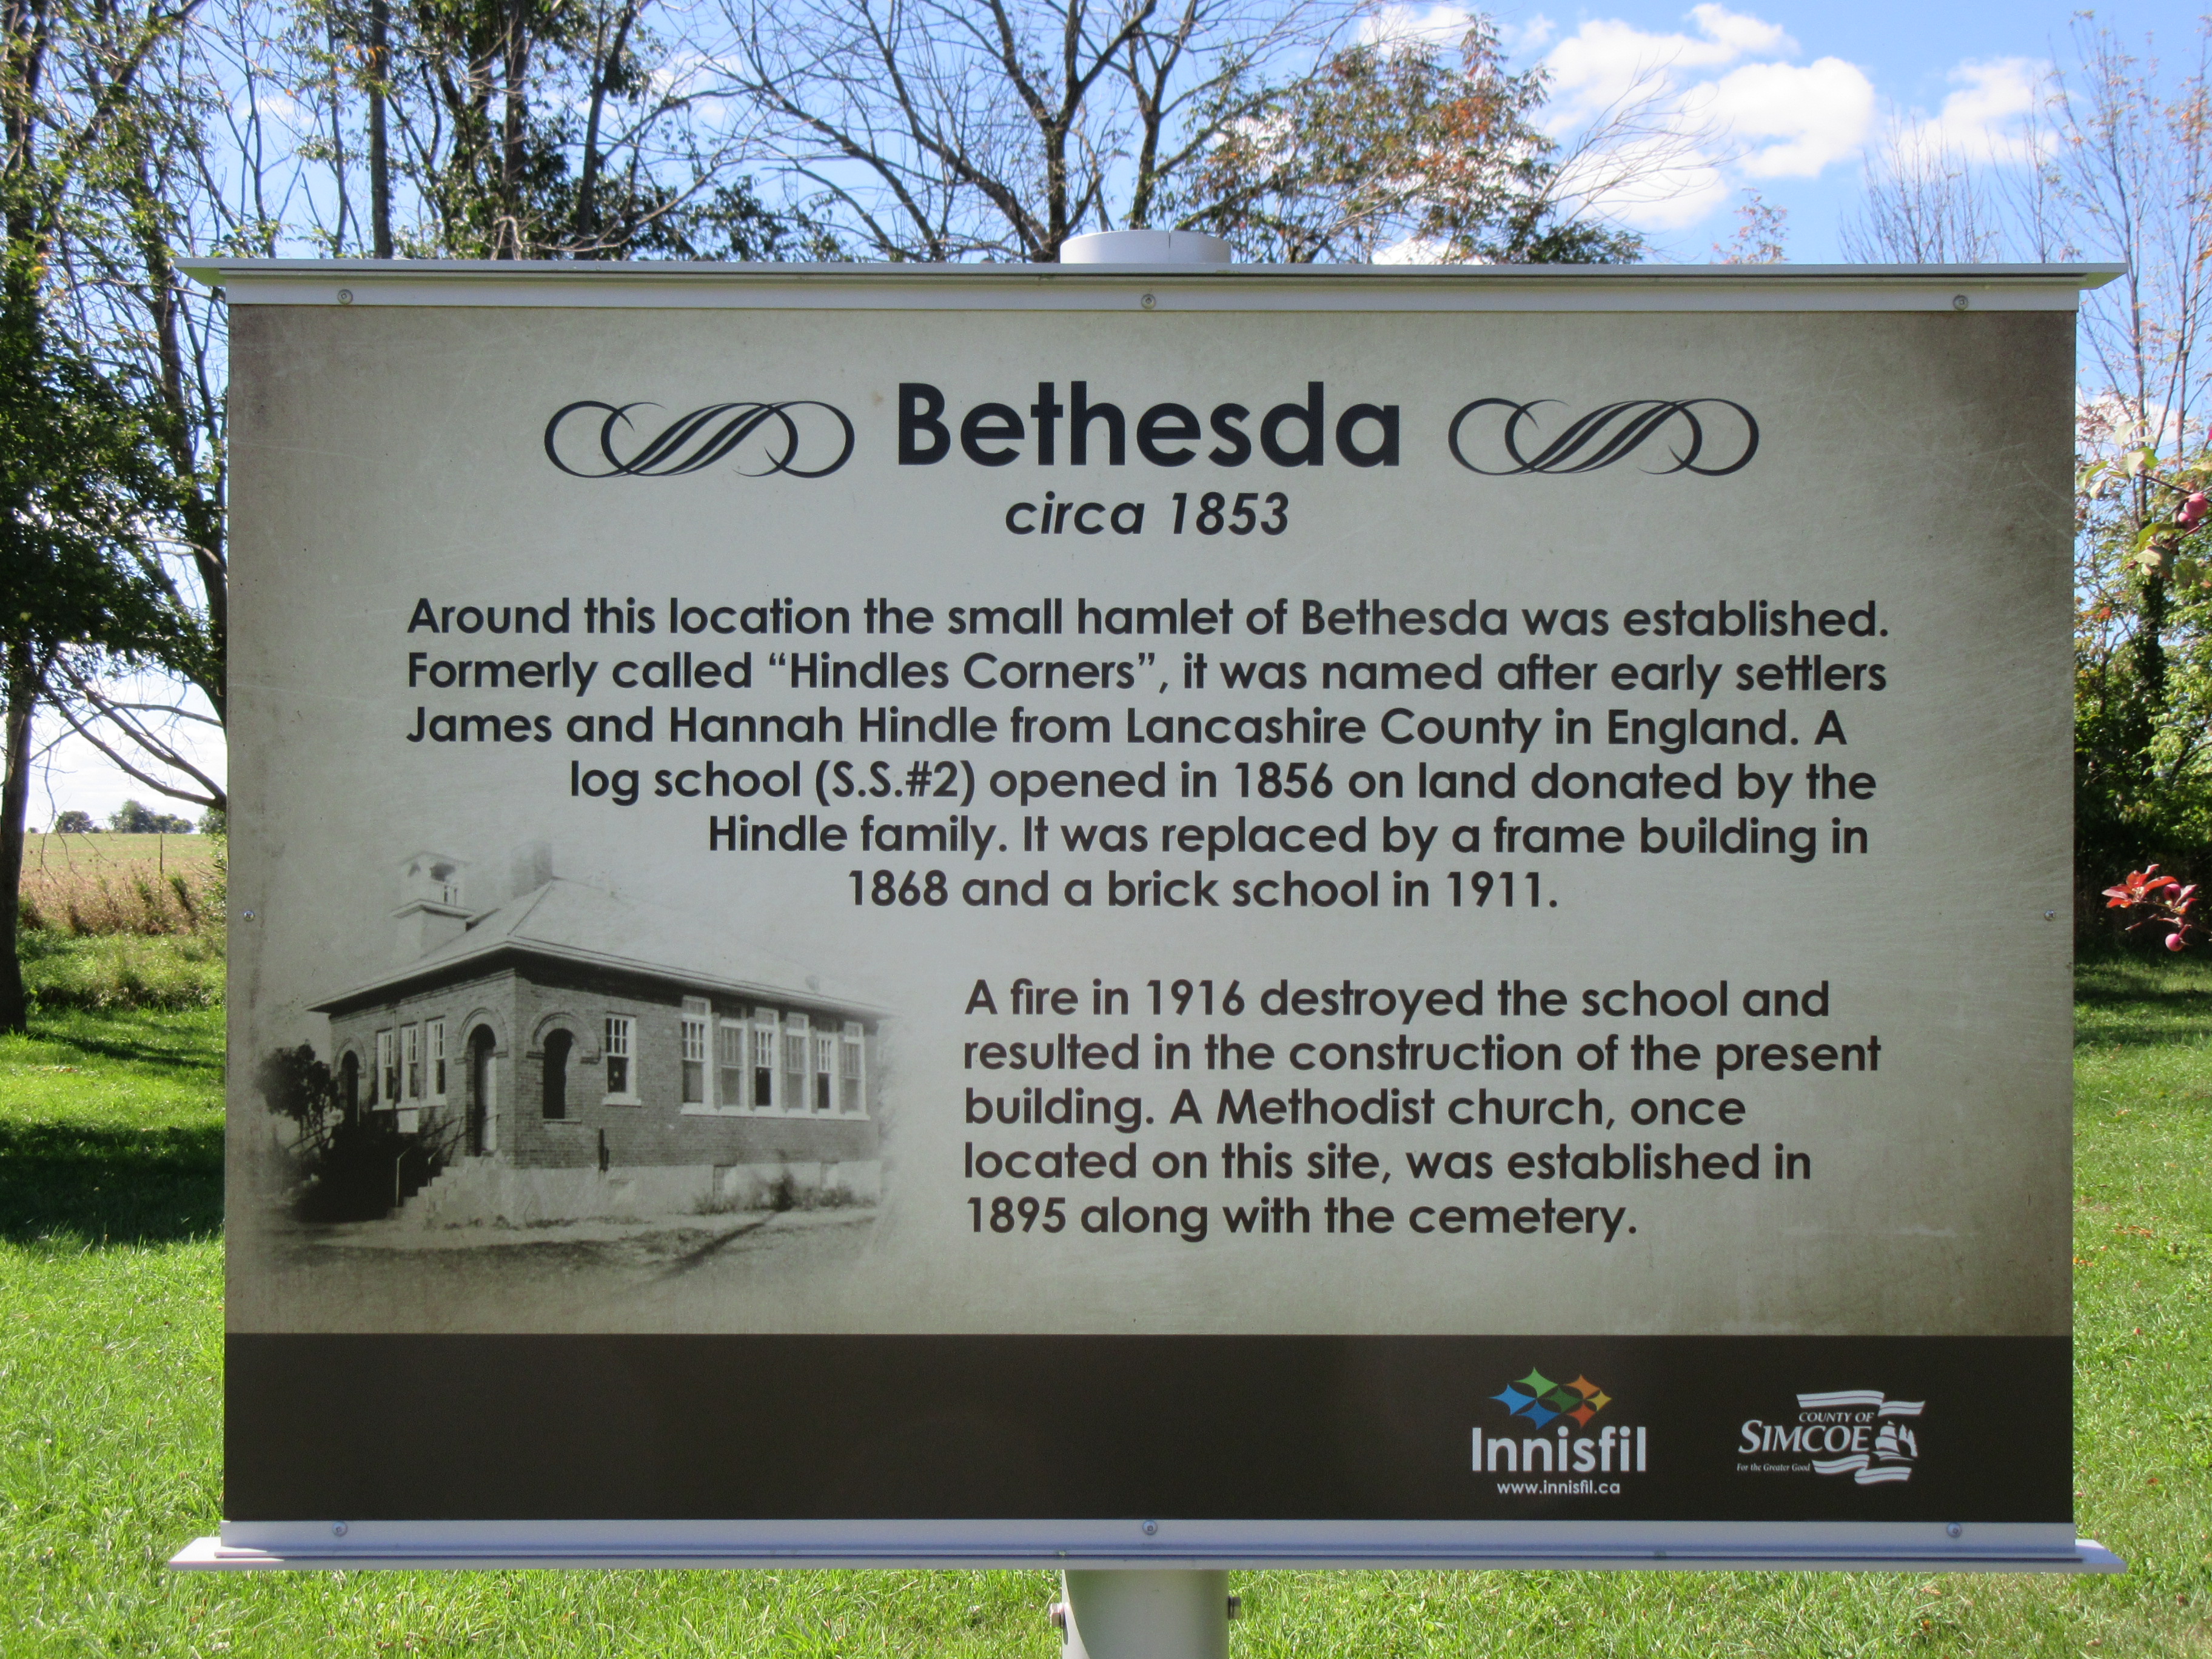 Bethesda
circa 1853
Around this location the small hamlet of Bethesda was established.
Formerly called “Hindles Corners”, it was named after early settlers
James and Hannah Hindle from Lancashire County in England. A
log school (S.S.#2) opened in 1856 on land donated by the
Hindle family. It was replaced by a frame building in
1868 and a brick school in 1911.
A fire in 1916 destroyed the school and
resulted in the construction of the present
building. A Methodist church, once
located on this site, was established in
1895 along with the cemetery.
Innisfil
www.innisfil.ca
COUNTY OF
SIMCOE
For the Greater Good